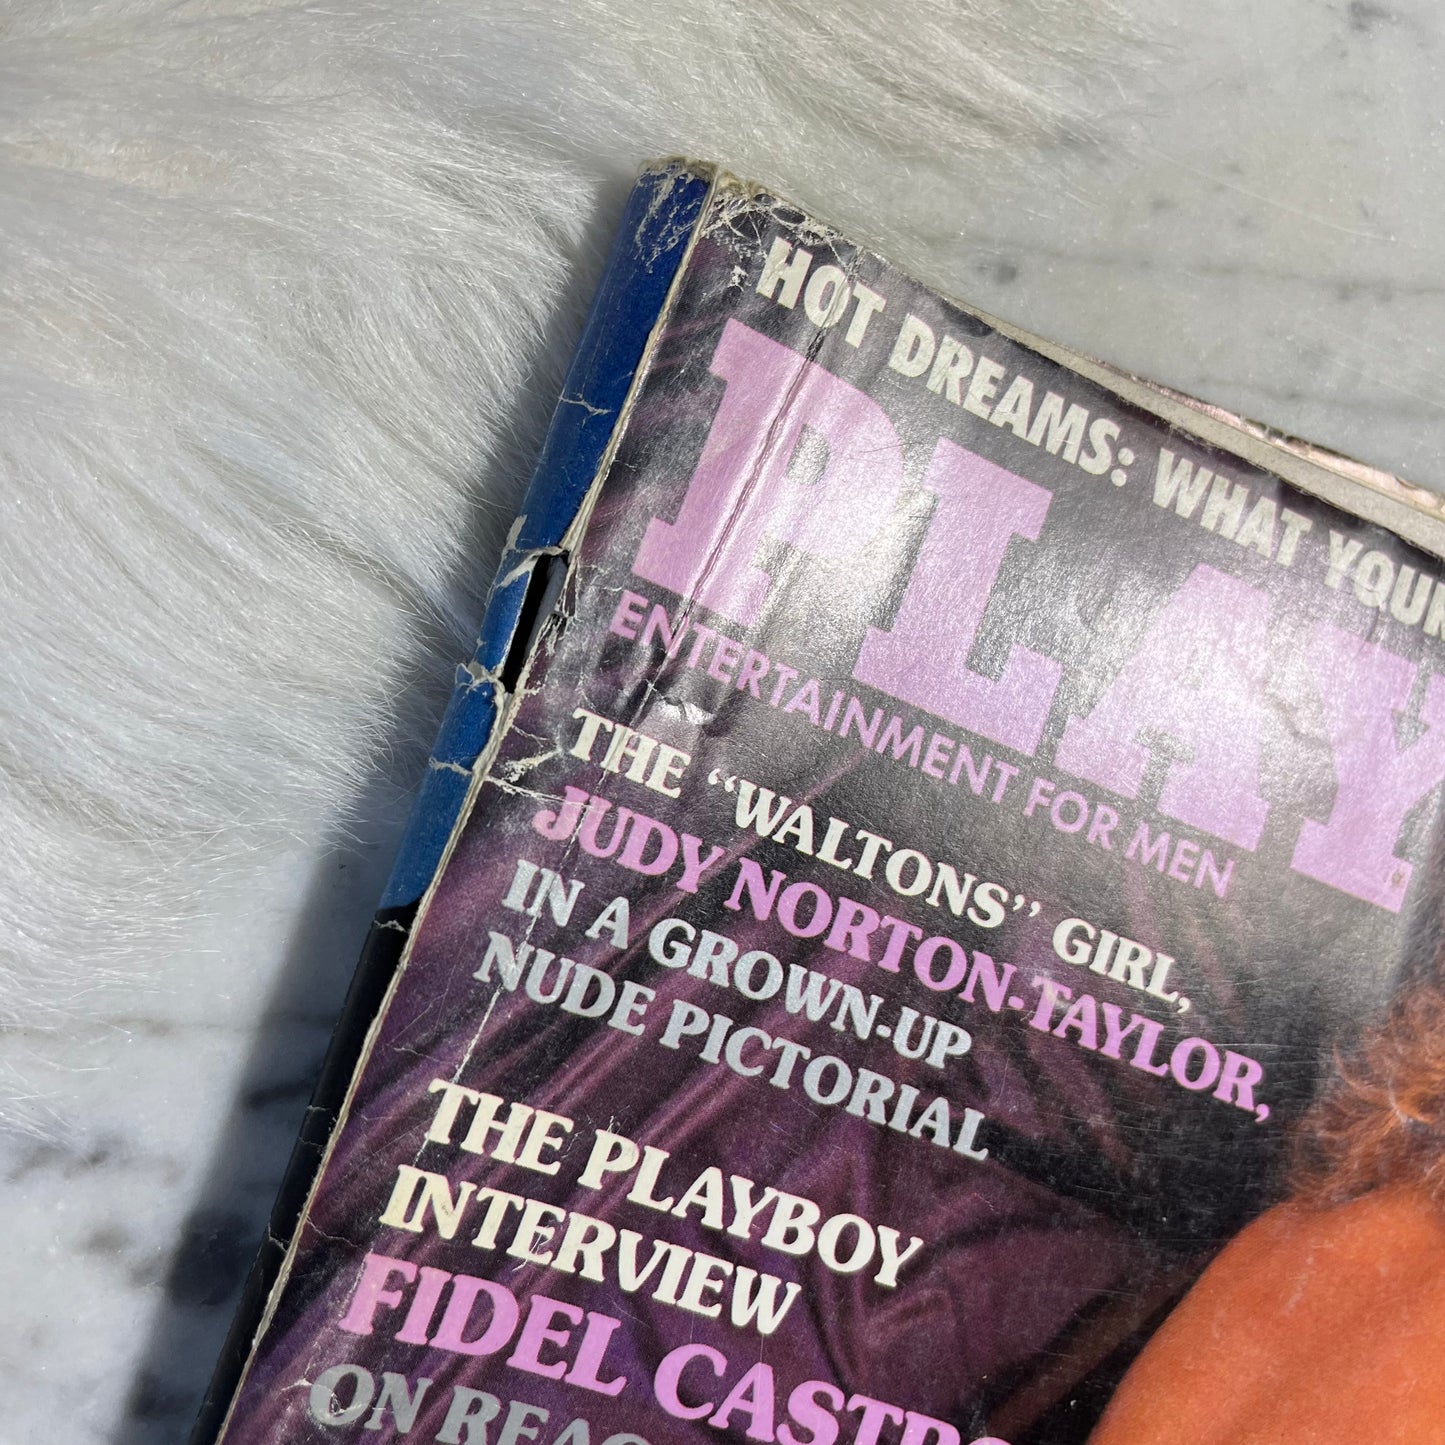 HOT DREAMS: WHAT YOUR
PLAY
ENTERTAINMENT FOR MEN
THE “WALTONS” GIRL,
JUDY NORTON-TAYLOR,
IN A GROWN-UP
NUDE PICTORIAL
THE PLAYBOY
INTERVIEW
FIDEL CASTRO
ON